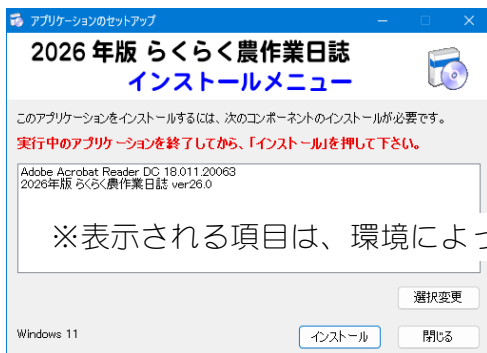 アプリケーションのセットアップ
2026 年版 らくらく農作業日誌
インストールメニュー
このアプリケーションをインストールするには、次のコンポーネントのインストールが必要です。
実行中のアプリケーションを終了してから、「インストール」を押して下さい。
Adobe Acrobat Reader DC 18.011.20063
2026年版 らくらく農作業日誌 ver26.0
※表示される項目は、環境によっ
選択変更
Windows 11
インストール
閉じる